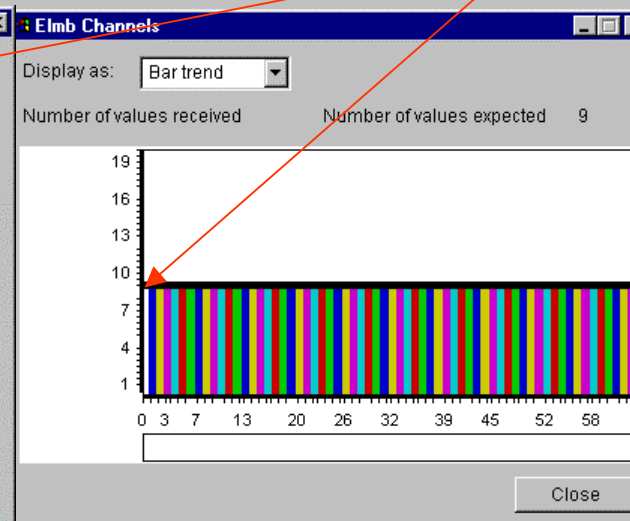 Elmb Channels
Display as: Bar trend
Number of values received Number of values expected 9
19
16
13
10
7
4
1
0 3 7 13 20 26 32 39 45 52 58
Close